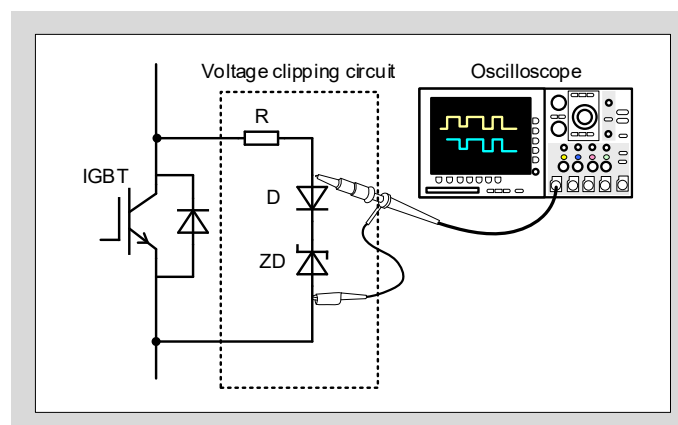 Voltage clipping circuit
Oscilloscope
R
IGBT
D
ZD